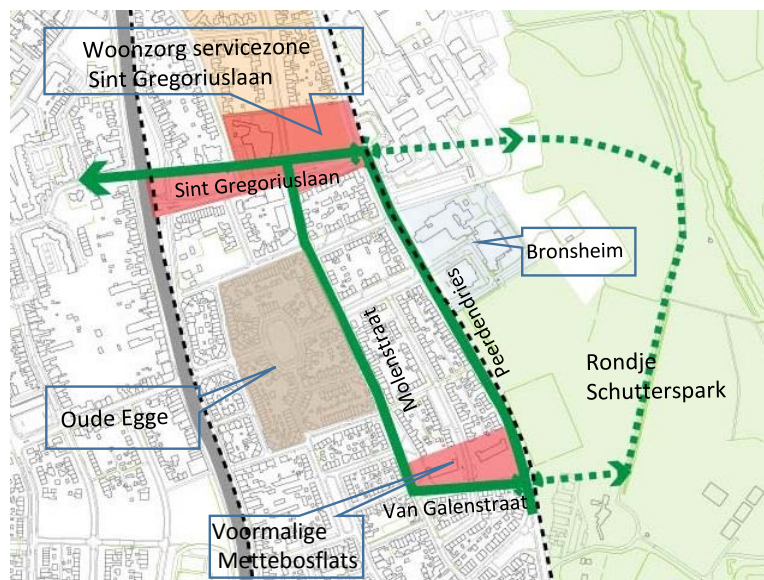 Woonzorg servicezone
Sint Gregoriuslaan
Sint Gregoriuslaan
Bronsheim
Peerdendries
Molenstraat
Rondje
Schutterspark
Oude Egge
Van Galenstraat
Voormalige
Mettebosflats